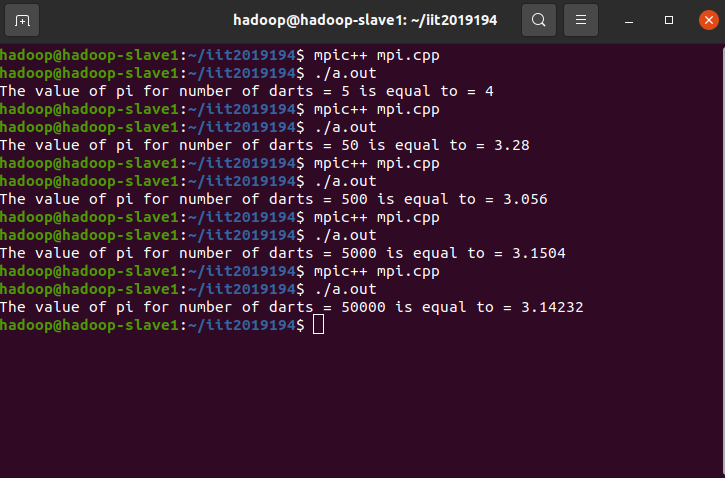 hadoop@hadoop-slave1: ~/iit2019194
hadoop@hadoop-slave1:~/iit2019194$ mpic++ mpi.cpp
hadoop@hadoop-slave1:~/iit2019194$ ./a.out
The value of pi for number of darts = 5 is equal to = 4
hadoop@hadoop-slave1:~/iit2019194$ mpic++ mpi.cpp
hadoop@hadoop-slave1:~/iit2019194$ ./a.out
The value of pi for number of darts = 50 is equal to = 3.28
hadoop@hadoop-slave1:~/iit2019194$ mpic++ mpi.cpp
hadoop@hadoop-slave1:~/iit2019194$ ./a.out
The value of pi for number of darts = 500 is equal to = 3.056
hadoop@hadoop-slave1:~/iit2019194$ mpic++ mpi.cpp
hadoop@hadoop-slave1:~/iit2019194$ ./a.out
The value of pi for number of darts = 5000 is equal to = 3.1504
hadoop@hadoop-slave1:~/iit2019194$ mpic++ mpi.cpp
hadoop@hadoop-slave1:~/iit2019194$ ./a.out
The value of pi for number of darts = 50000 is equal to = 3.14232
hadoop@hadoop-slave1:~/iit2019194$